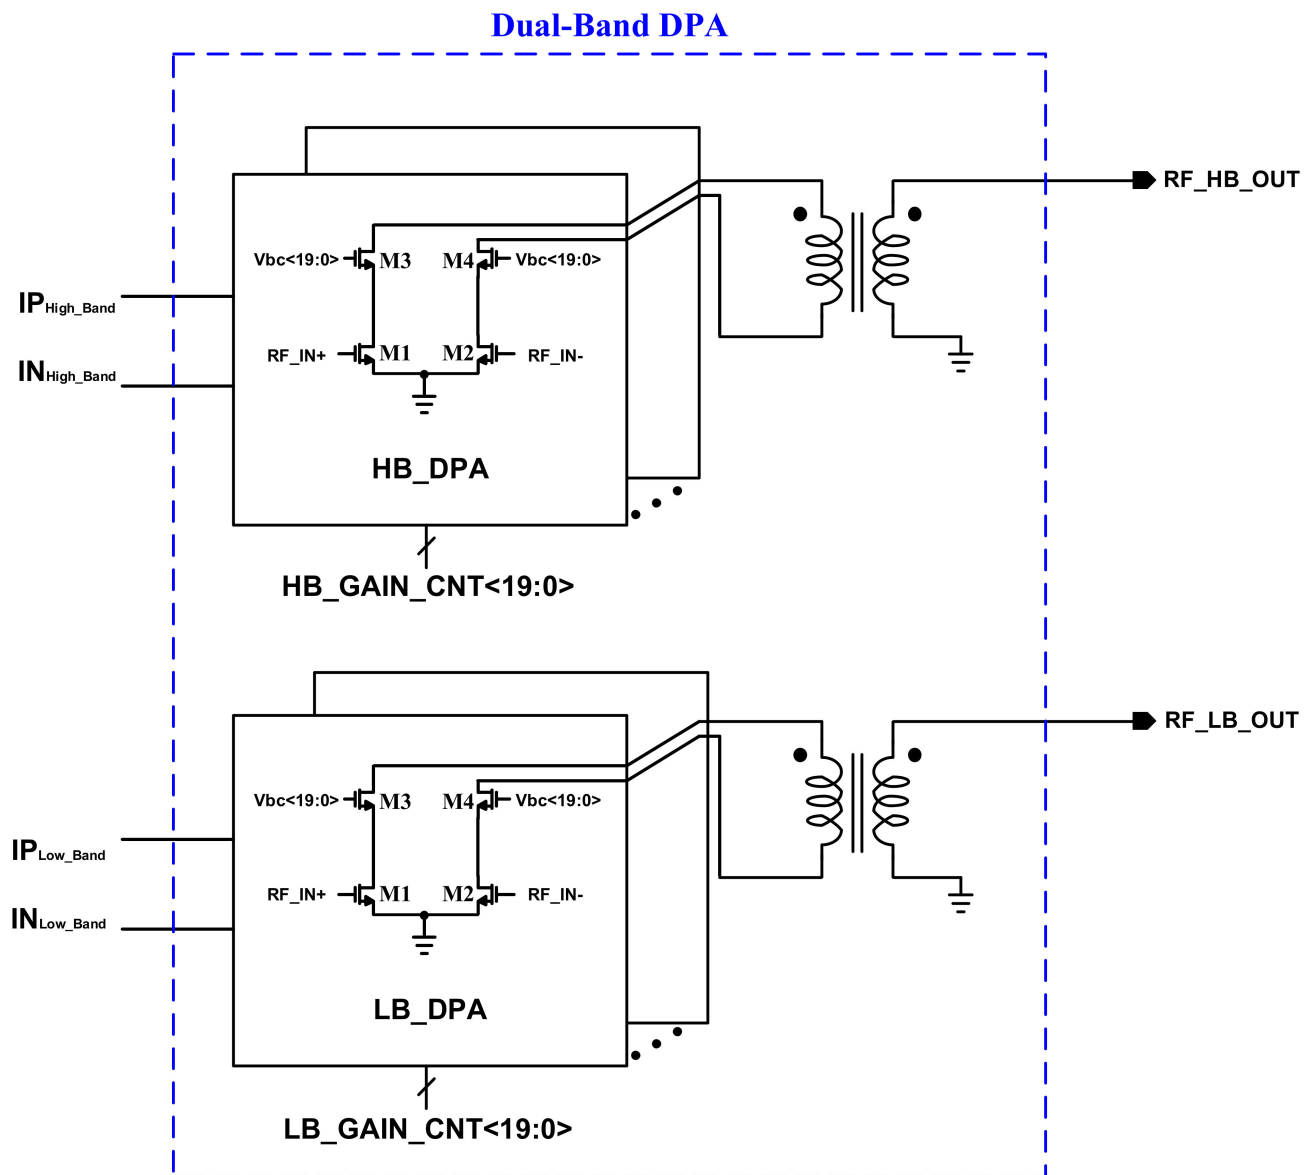 Dual-Band DPA
RF_HB_OUT
Vbc<19:0> M3 M4 Vbc<19:0>
IPHigh_Band
RF_IN+ M1 M2 RF_IN-
INHigh_Band
HB_DPA
HB_GAIN_CNT<19:0>
RF_LB_OUT
Vbc<19:0> M3 M4 Vbc<19:0>
IPLow_Band
RF_IN+ M1 M2 RF_IN-
INLow_Band
LB_DPA
LB_GAIN_CNT<19:0>